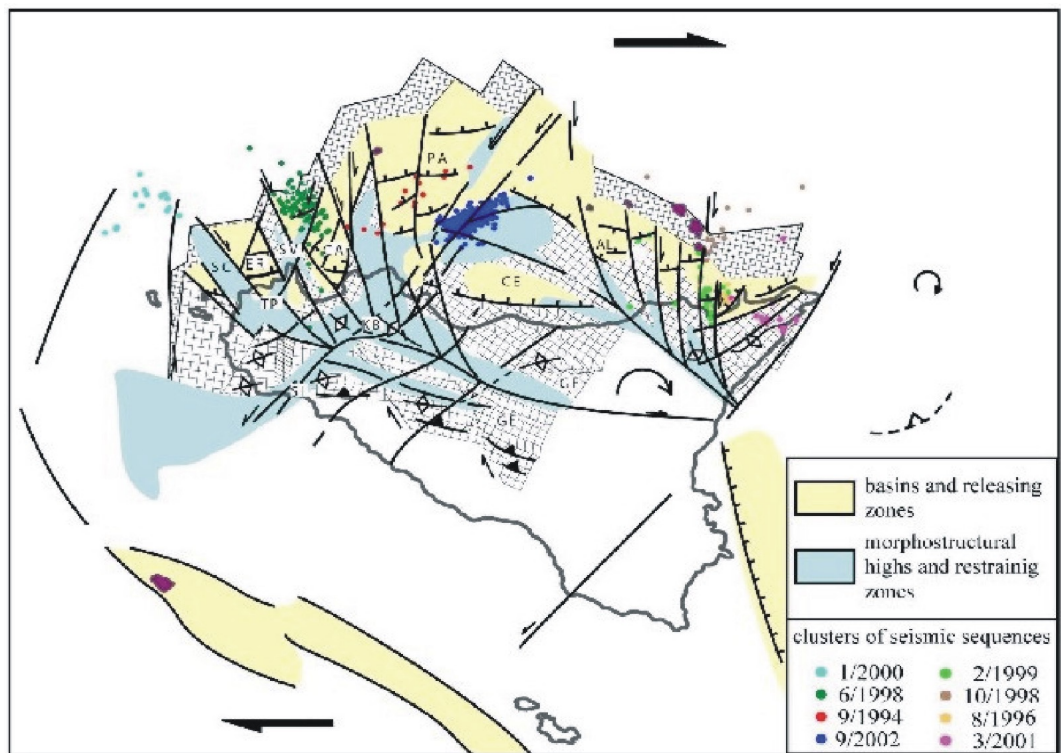 PA
SV
CA
SC
ER
AL
TP
CE
KB
GE
basins and releasing
zones
morphostructural
highs and restrainig
zones
clusters of seismic sequences
1/2000
2/1999
6/1998
10/1998
9/1994
8/1996
9/2002
3/2001